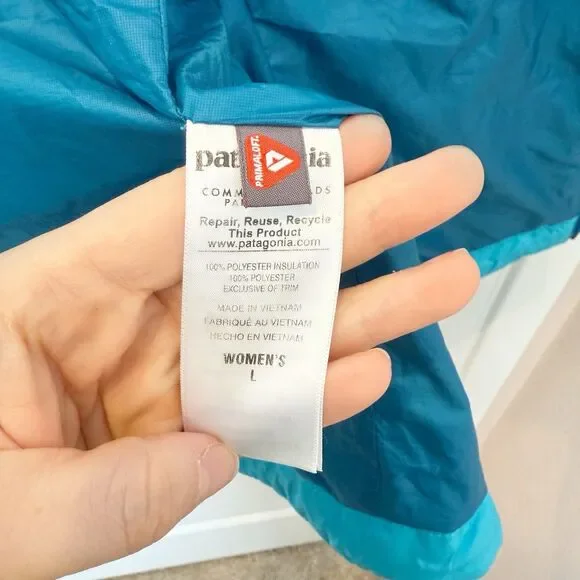 PRIMALOFT
Repair, Reuse, Recycle
This Product
www.patagonia.com
100% POLYESTER INSULATION
100% POLYESTER
EXCLUSIVE OF TRIM
MADE IN VIETNAM
FABRIQUÉ AU VIETNAM
HECHO EN VIETNAM
WOMEN'S
L